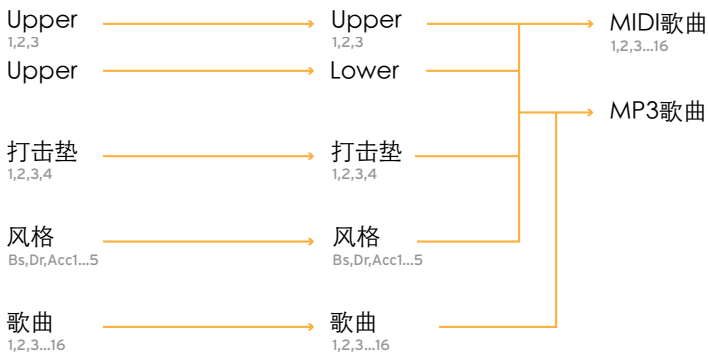 Upper
1,2,3
Upper
1,2,3
MIDI歌曲
1,2,3...16
Upper
Lower
MP3歌曲
打击垫
1,2,3,4
打击垫
1,2,3,4
风格
Bs,Dr,Acc1...5
风格
Bs,Dr,Acc1...5
歌曲
1,2,3...16
歌曲
1,2,3...16